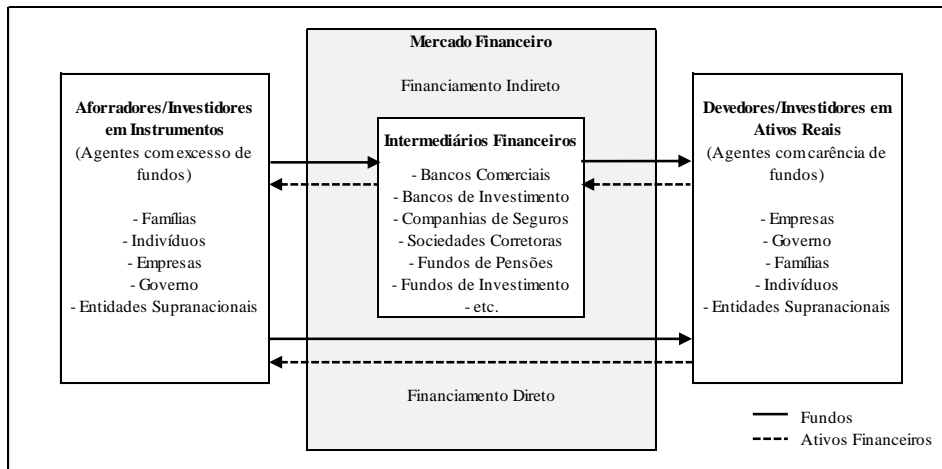 Mercado Financeiro
Financiamento Indireto
Aforradores/Investidores
em Instrumentos
(Agentes com excesso de
fundos)
- Famílias
- Indivíduos
- Empresas
- Governo
- Entidades Supranacionais
Intermediários Financeiros
- Bancos Comerciais
- Bancos de Investimento
- Companhias de Seguros
- Sociedades Corretoras
- Fundos de Pensões
- Fundos de Investimento
- etc.
Devedores/Investidores em
Ativos Reais
(Agentes com carência de
fundos)
- Empresas
- Governo
- Famílias
- Indivíduos
- Entidades Supranacionais
Financiamento Direto
Fundos
Ativos Financeiros